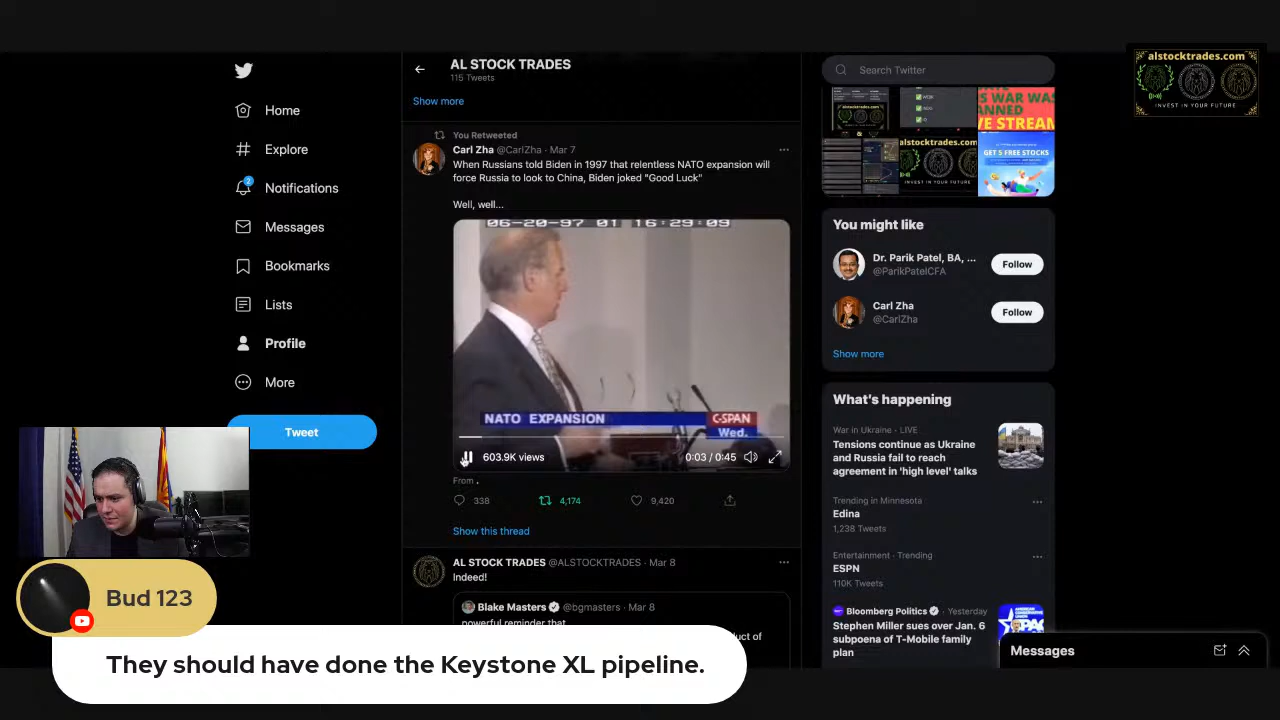 AL STOCK TRADES
115 Tweets
Show more
Home
Explore
2
Notifications
Messages
Bookmarks
Lists
Profile
More
Tweet
You Retweeted
Carl Zha @CarlZha · Mar 7
When Russians told Biden in 1997 that relentless NATO expansion will
force Russia to look to China, Biden joked "Good Luck"
Well, well...
06-20-97 01 16:29:09
NATO EXPANSION
C-SPAN
Wed.
603.9K views
0:03 / 0:45
From .
338
4,174
9,420
Show this thread
AL STOCK TRADES @ALSTOCKTRADES · Mar 8
Indeed!
Blake Masters @bgmasters · Mar 8
powerful reminder that
uct of
Search Twitter
alstocktrades.com
INVEST IN YOUR FUTURE
S WAR WAS
ANNED
VE STREAM
alstocktrades.com
GET 5 FREE STOCKS
You might like
Dr. Parik Patel, BA, ...
@ParikPatelCFA
Follow
Carl Zha
@CarlZha
Follow
Show more
What's happening
War in Ukraine · LIVE
Tensions continue as Ukraine
and Russia fail to reach
agreement in 'high level' talks
Trending in Minnesota
Edina
1,238 Tweets
Entertainment · Trending
ESPN
110K Tweets
Bloomberg Politics · Yesterday
Stephen Miller sues over Jan. 6
subpoena of T-Mobile family
plan
Messages
Bud 123
They should have done the Keystone XL pipeline.